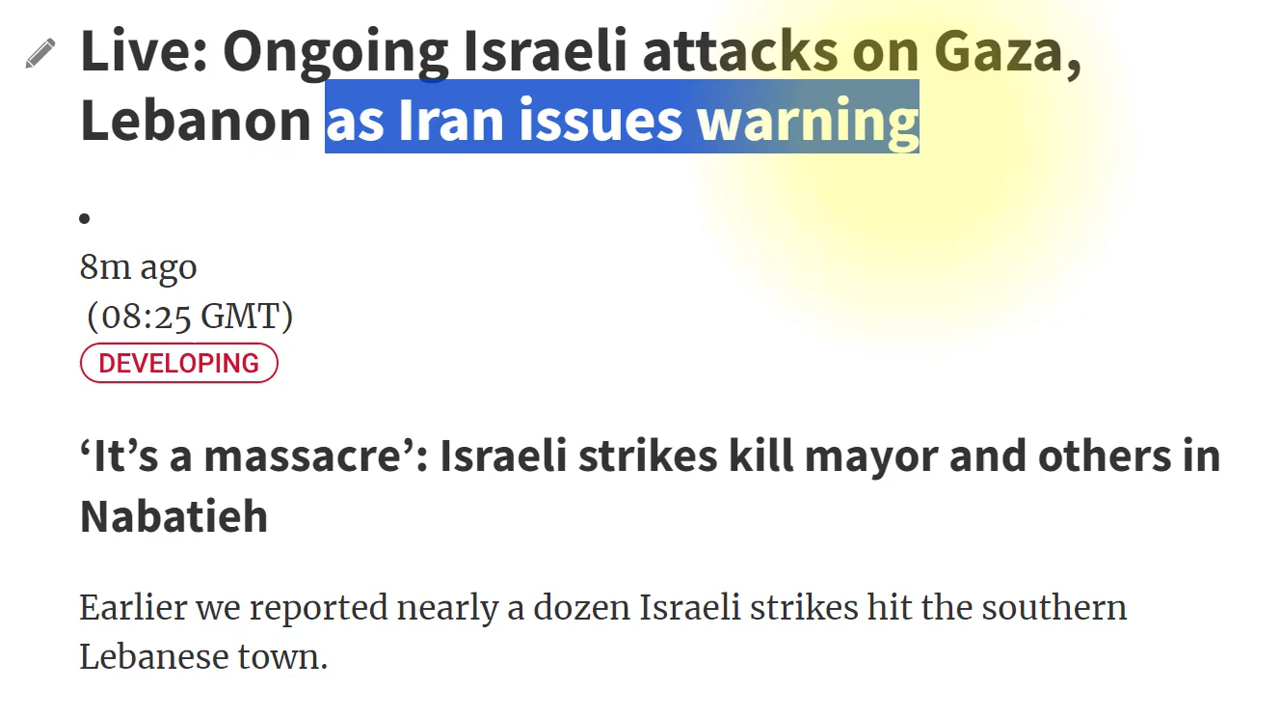 Live: Ongoing Israeli attacks on Gaza,
Lebanon as Iran issues warning
•
8m ago
(08:25 GMT)
DEVELOPING
‘It’s a massacre’: Israeli strikes kill mayor and others in
Nabatieh
Earlier we reported nearly a dozen Israeli strikes hit the southern
Lebanese town.